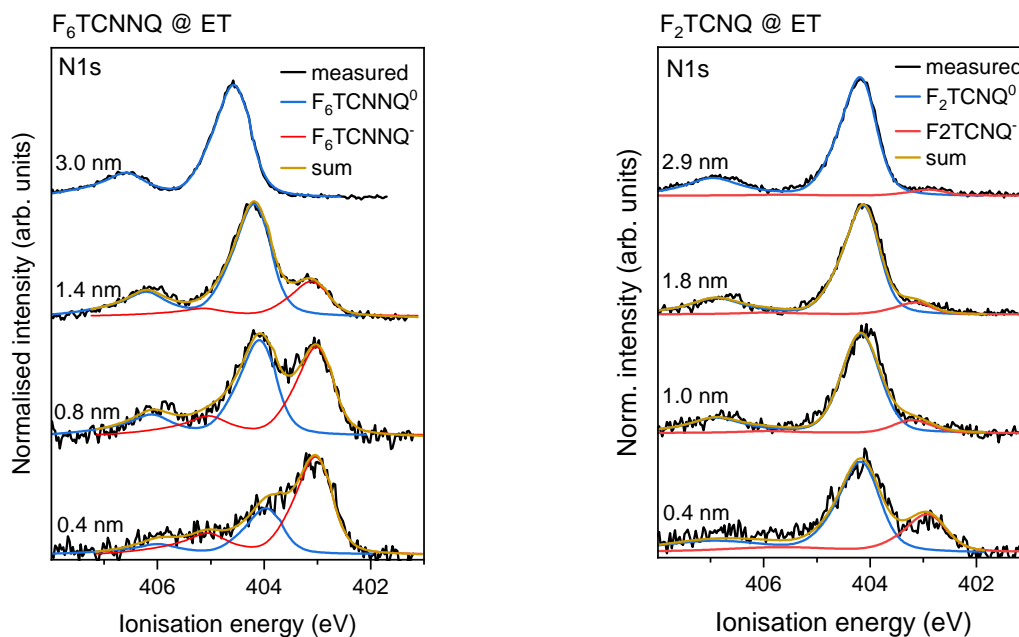 F₆TCNNQ @ ET
N1s
measured
F₆TCNNQ⁰
F₆TCNNQ⁻
sum
3.0 nm
1.4 nm
0.8 nm
0.4 nm
Normalised intensity (arb. units)
406 404 402
Ionisation energy (eV)
F₂TCNQ @ ET
N1s
measured
F₂TCNQ⁰
F2TCNQ⁻
sum
2.9 nm
1.8 nm
1.0 nm
0.4 nm
Norm. intensity (arb. units)
406 404 402
Ionisation energy (eV)